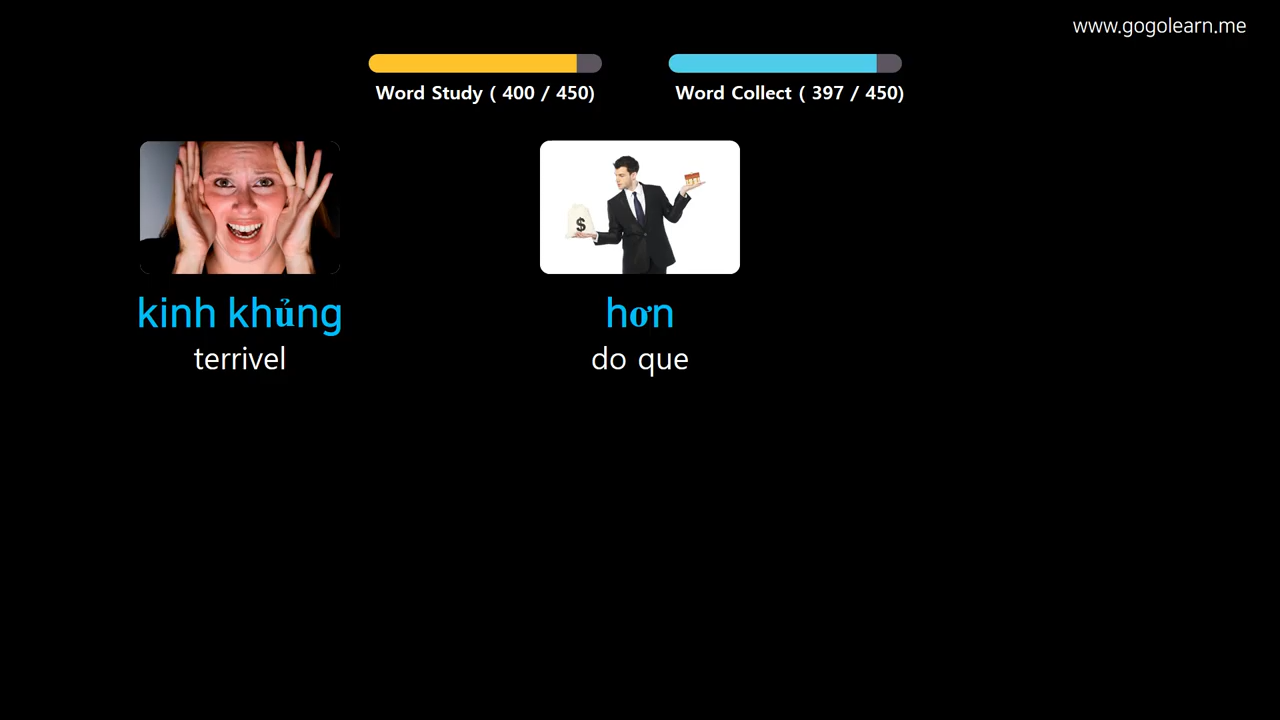 www.gogolearn.me
Word Study ( 400 / 450)
Word Collect ( 397 / 450)
$
kinh khủng
hơn
terrivel
do que